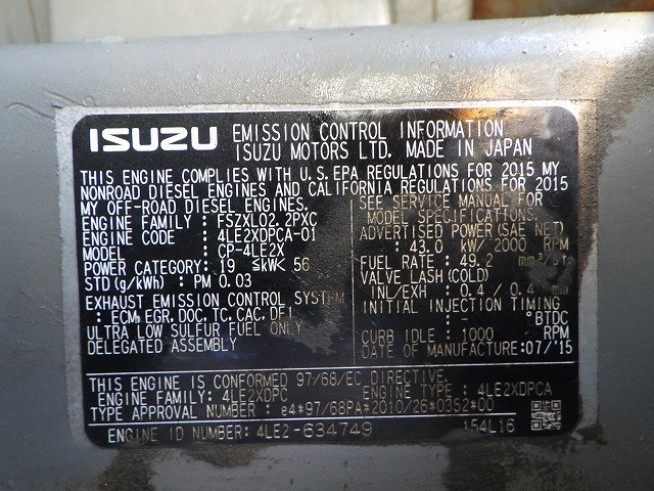 ISUZU EMISSION CONTROL INFORMATION
ISUZU MOTORS LTD. MADE IN JAPAN
THIS ENGINE COMPLIES WITH U.S.EPA REGULATIONS FOR 2015 MY
NONROAD DIESEL ENGINES AND CALIFORNIA REGULATIONS FOR 2015
MY OFF-ROAD DIESEL ENGINES.
ENGINE FAMILY : FSZXL02.2PXC
ENGINE CODE : 4LE2XDPCA-01
MODEL : CP-4LE2X
POWER CATEGORY: 19 ≦kW< 56
STD (g/kWh) : PM 0.03
EXHAUST EMISSION CONTROL SYSTEM
: ECM, EGR, DOC, TC, CAC, DFI
ULTRA LOW SULFUR FUEL ONLY
DELEGATED ASSEMBLY
SEE SERVICE MANUAL FOR
MODEL SPECIFICATIONS.
ADVERTISED POWER (SAE NET)
: 43.0 kW/ 2000 RPM
FUEL RATE : 49.2 mm³/st
VALVE LASH (COLD)
INL/EXH : 0.4 / 0.4 mm
INITIAL INJECTION TIMING
: - °BTDC
CURB IDLE : 1000 RPM
DATE OF MANUFACTURE:07/'15
THIS ENGINE IS CONFORMED 97/68/EC DIRECTIVE
ENGINE FAMILY: 4LE2XDPC ENGINE TYPE : 4LE2XDPCA
TYPE APPROVAL NUMBER : e4*97/68PA*2010/26*0352*00
ENGINE ID NUMBER: 4LE2-634749 154L16